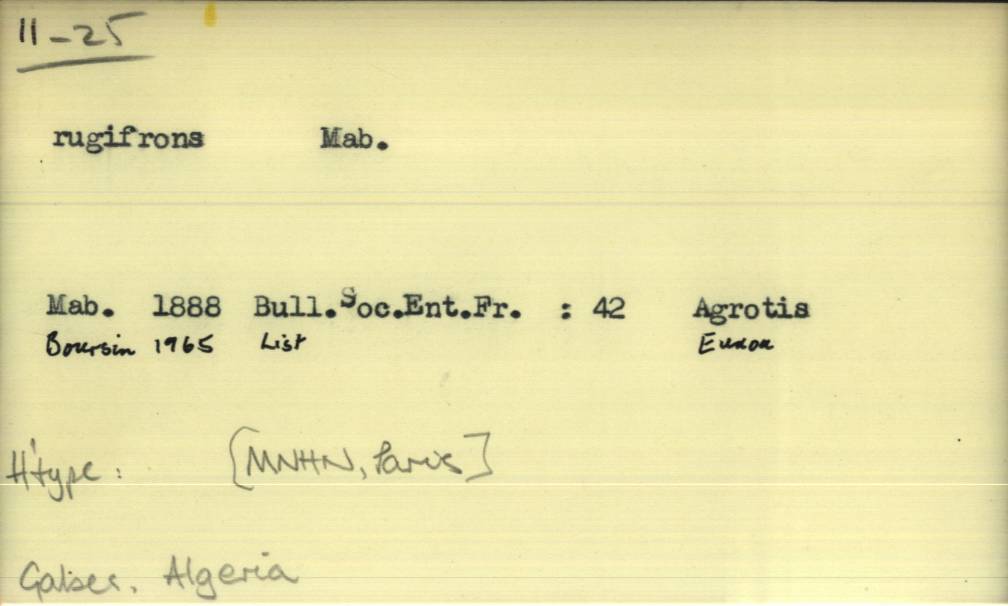 11-25
rugifrons Mab.
Mab. 1888 Bull.Soc.Ent.Fr. : 42 Agrotis
Boursin 1965 List Euxoa
H'type: [MNHN, Paris]
Gabes, Algeria